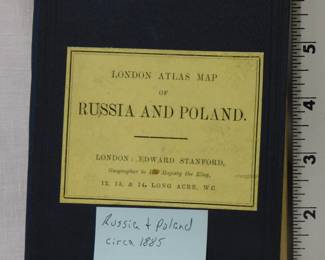 LONDON ATLAS MAP
OF
RUSSIA AND POLAND.
LONDON: EDWARD STANFORD,
Geographer to His Majesty the King,
12, 13, & 14, LONG ACRE, W.C.
Russia + Poland
circa 1885
5
4
3
2